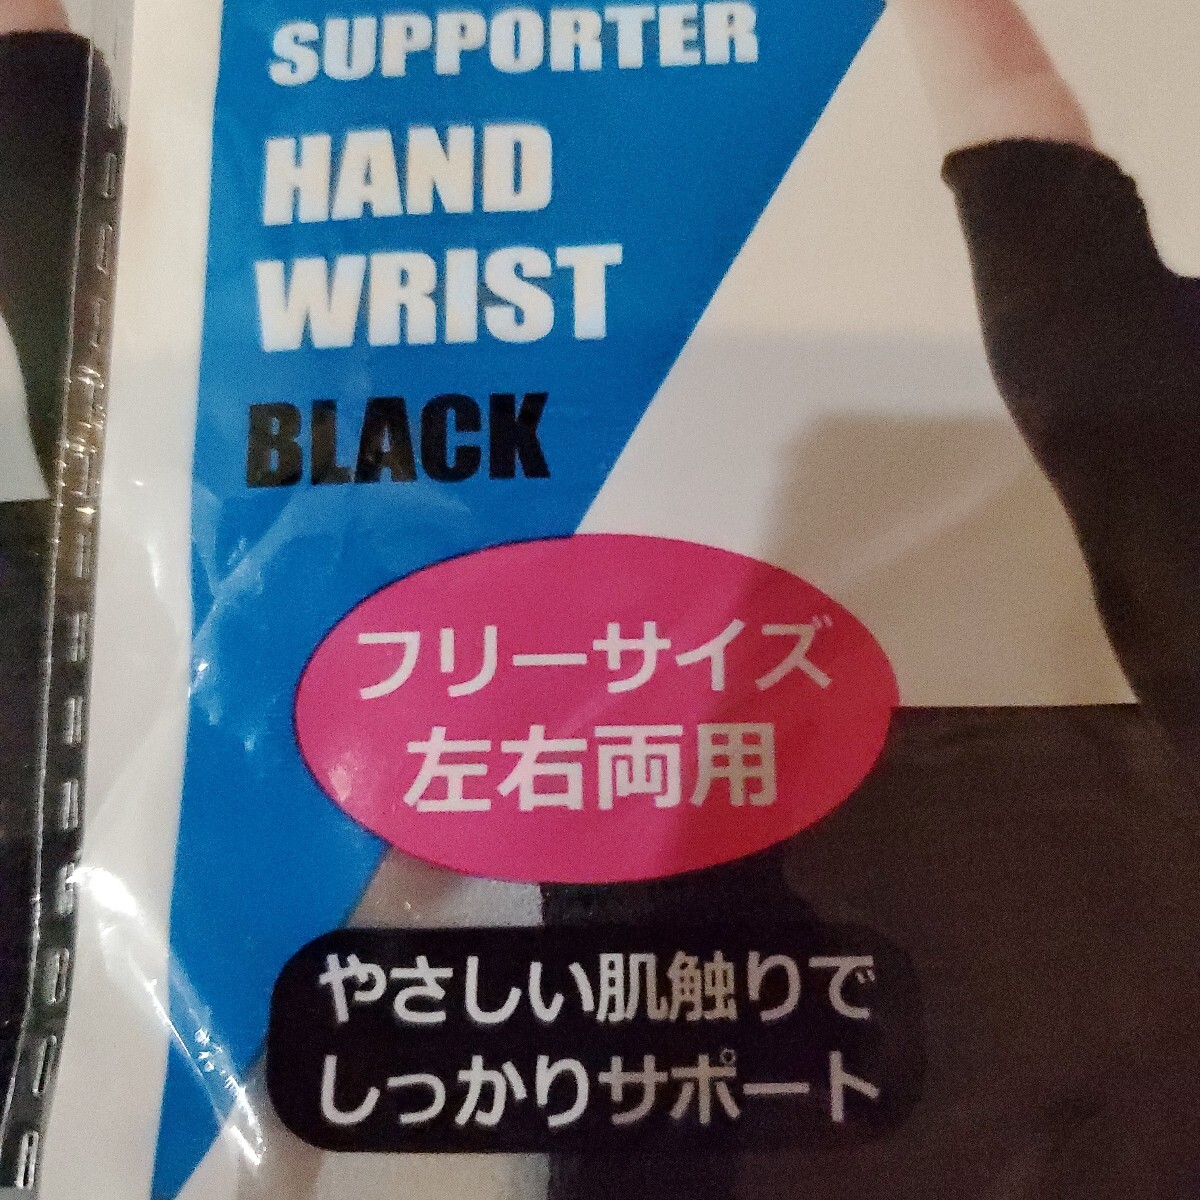 SUPPORTER
HAND
WRIST
BLACK
フリーサイズ
左右両用
やさしい肌触りで
しっかりサポート